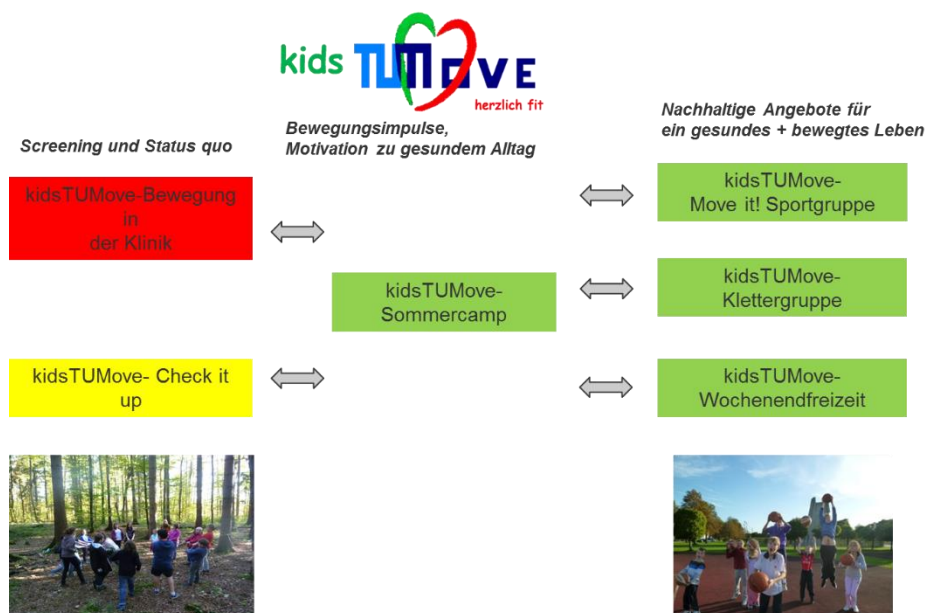 kids TUMove
herzlich fit
Screening und Status quo
Bewegungsimpulse,
Motivation zu gesundem Alltag
Nachhaltige Angebote für
ein gesundes + bewegtes Leben
kidsTUMove-Bewegung
in
der Klinik
kidsTUMove- Check it
up
kidsTUMove-
Sommercamp
kidsTUMove-
Move it! Sportgruppe
kidsTUMove-
Klettergruppe
kidsTUMove-
Wochenendfreizeit